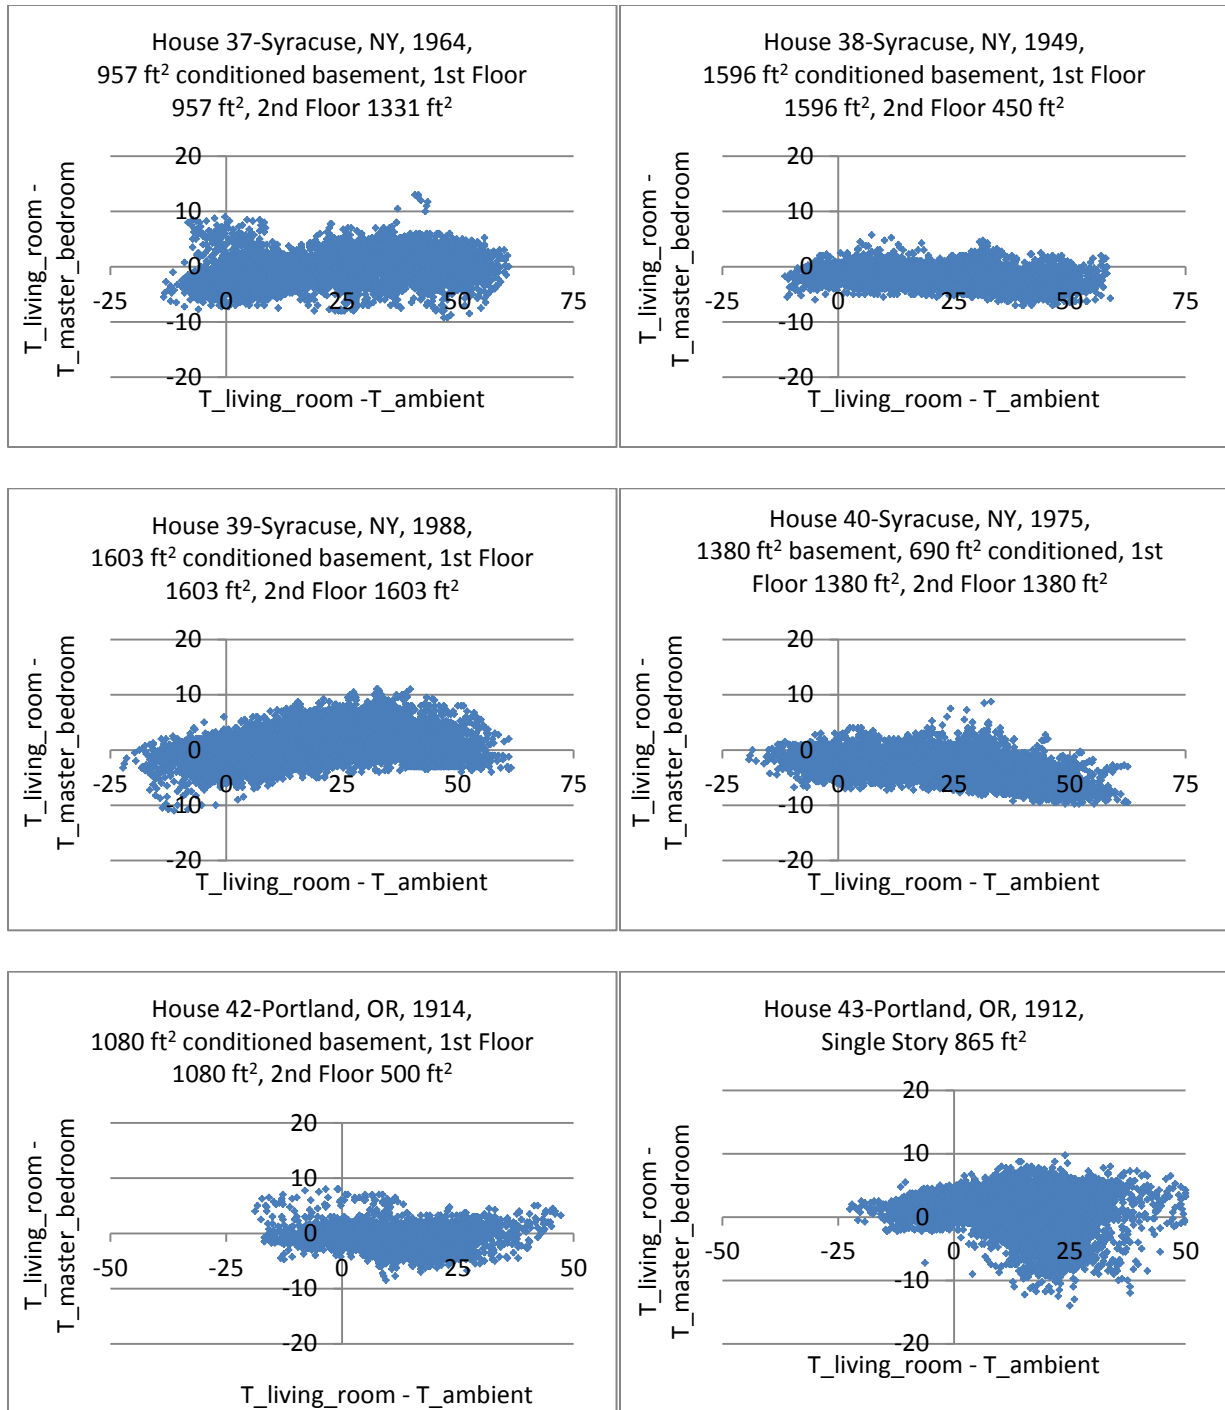 House 37-Syracuse, NY, 1964,
957 ft² conditioned basement, 1st Floor
957 ft², 2nd Floor 1331 ft²
20
10
0
-10
-20
-25
0
25
50
75
T_living_room -
T_master_bedroom
T_living_room -T_ambient
House 38-Syracuse, NY, 1949,
1596 ft² conditioned basement, 1st Floor
1596 ft², 2nd Floor 450 ft²
20
10
0
-10
-20
-25
0
25
50
75
T_living_room -
T_master_bedroom
T_living_room - T_ambient
House 39-Syracuse, NY, 1988,
1603 ft² conditioned basement, 1st Floor
1603 ft², 2nd Floor 1603 ft²
20
10
0
-10
-20
-25
0
25
50
75
T_living_room -
T_master_bedroom
T_living_room - T_ambient
House 40-Syracuse, NY, 1975,
1380 ft² basement, 690 ft² conditioned, 1st
Floor 1380 ft², 2nd Floor 1380 ft²
20
10
0
-10
-20
-25
0
25
50
75
T_living_room -
T_master_bedroom
T_living_room - T_ambient
House 42-Portland, OR, 1914,
1080 ft² conditioned basement, 1st Floor
1080 ft², 2nd Floor 500 ft²
20
10
0
-10
-20
-50
-25
0
25
50
T_living_room -
T_master_bedroom
T_living_room - T_ambient
House 43-Portland, OR, 1912,
Single Story 865 ft²
20
10
0
-10
-20
-50
-25
0
25
50
T_living_room -
T_master_bedroom
T_living_room - T_ambient